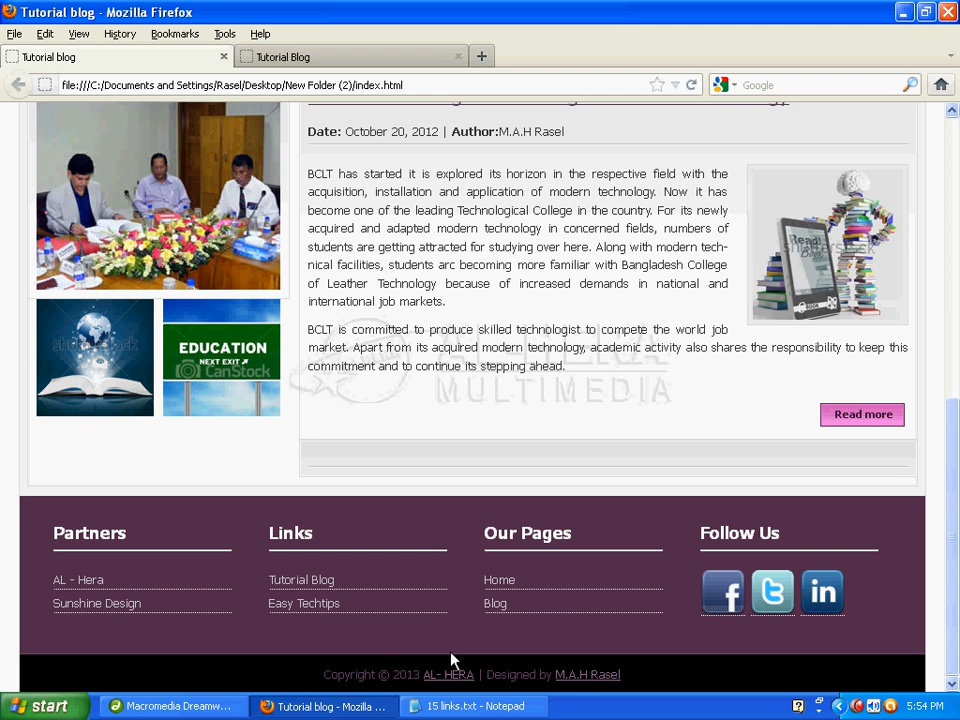 Tutorial blog - Mozilla Firefox
File Edit View History Bookmarks Tools Help
Tutorial blog
Tutorial Blog
file:///C:/Documents and Settings/Rasel/Desktop/New Folder (2)/index.html
Google
Date: October 20, 2012 | Author:M.A.H Rasel
BCLT has started it is explored its horizon in the respective field with the
acquisition, installation and application of modern technology. Now it has
become one of the leading Technological College in the country. For its newly
acquired and adapted modern technology in concerned fields, numbers of
students are getting attracted for studying over here. Along with modern tech-
nical facilities, students arc becoming more familiar with Bangladesh College
of Leather Technology because of increased demands in national and
international job markets.
Read!
shutterstock
BCLT is committed to produce skilled technologist to compete the world job
market. Apart from its acquired modern technology, academic activity also shares the responsibility to keep this
commitment and to continue its stepping ahead.
AL-HERA
MULTIMEDIA
shutterstock
EDUCATION
NEXT EXIT
CanStock
Read more
Partners
AL - Hera
Sunshine Design
Links
Tutorial Blog
Easy Techtips
Our Pages
Home
Blog
Follow Us
Copyright © 2013 AL- HERA | Designed by M.A.H Rasel
start
Macromedia Dreamw...
Tutorial blog - Mozilla ...
15 links.txt - Notepad
5:54 PM